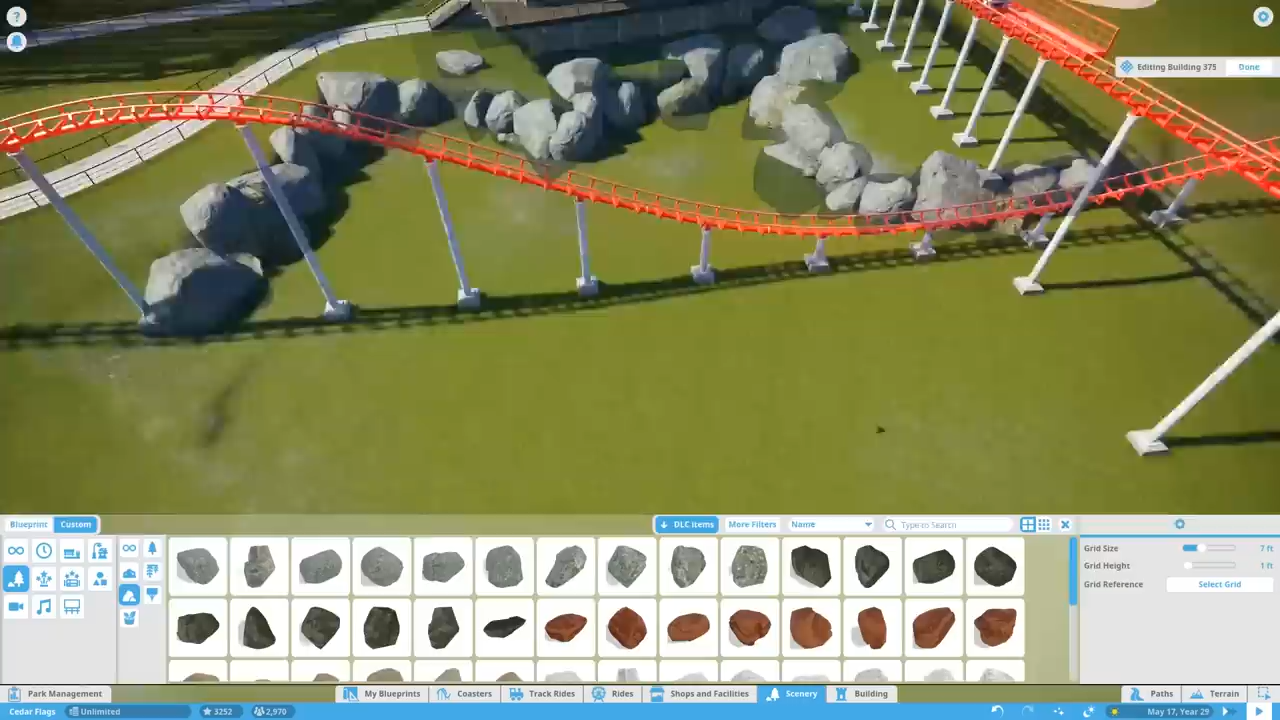 ?
Editing Building 375 Done
Blueprint Custom
DLC Items More Filters Name Type to Search
Grid Size 7 ft
Grid Height 1 ft
Grid Reference Select Grid
Park Management My Blueprints Coasters Track Rides Rides Shops and Facilities Scenery Building Paths Terrain
Cedar Flags Unlimited 3252 2,970 May 17, Year 29